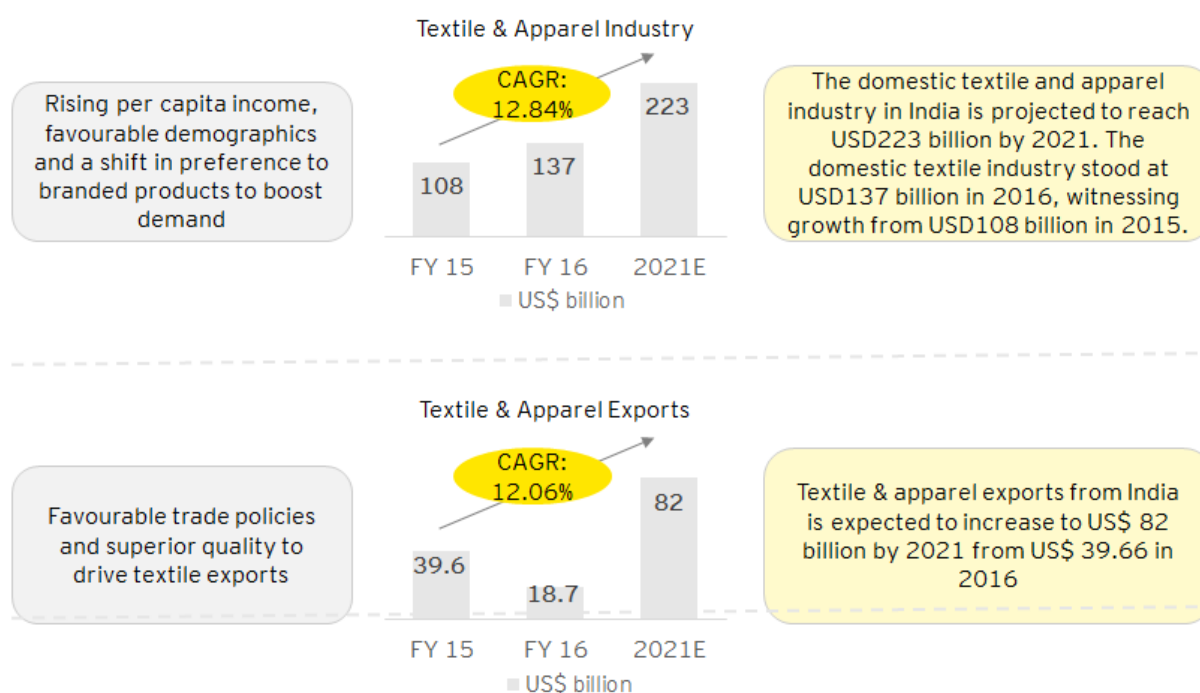 Textile & Apparel Industry
Rising per capita income,
favourable demographics
and a shift in preference to
branded products to boost
demand
CAGR:
12.84%
108
137
223
FY 15
FY 16
2021E
US$ billion
The domestic textile and apparel
industry in India is projected to reach
USD223 billion by 2021. The
domestic textile industry stood at
USD137 billion in 2016, witnessing
growth from USD108 billion in 2015.
Textile & Apparel Exports
Favourable trade policies
and superior quality to
drive textile exports
CAGR:
12.06%
39.6
18.7
82
FY 15
FY 16
2021E
US$ billion
Textile & apparel exports from India
is expected to increase to US$ 82
billion by 2021 from US$ 39.66 in
2016